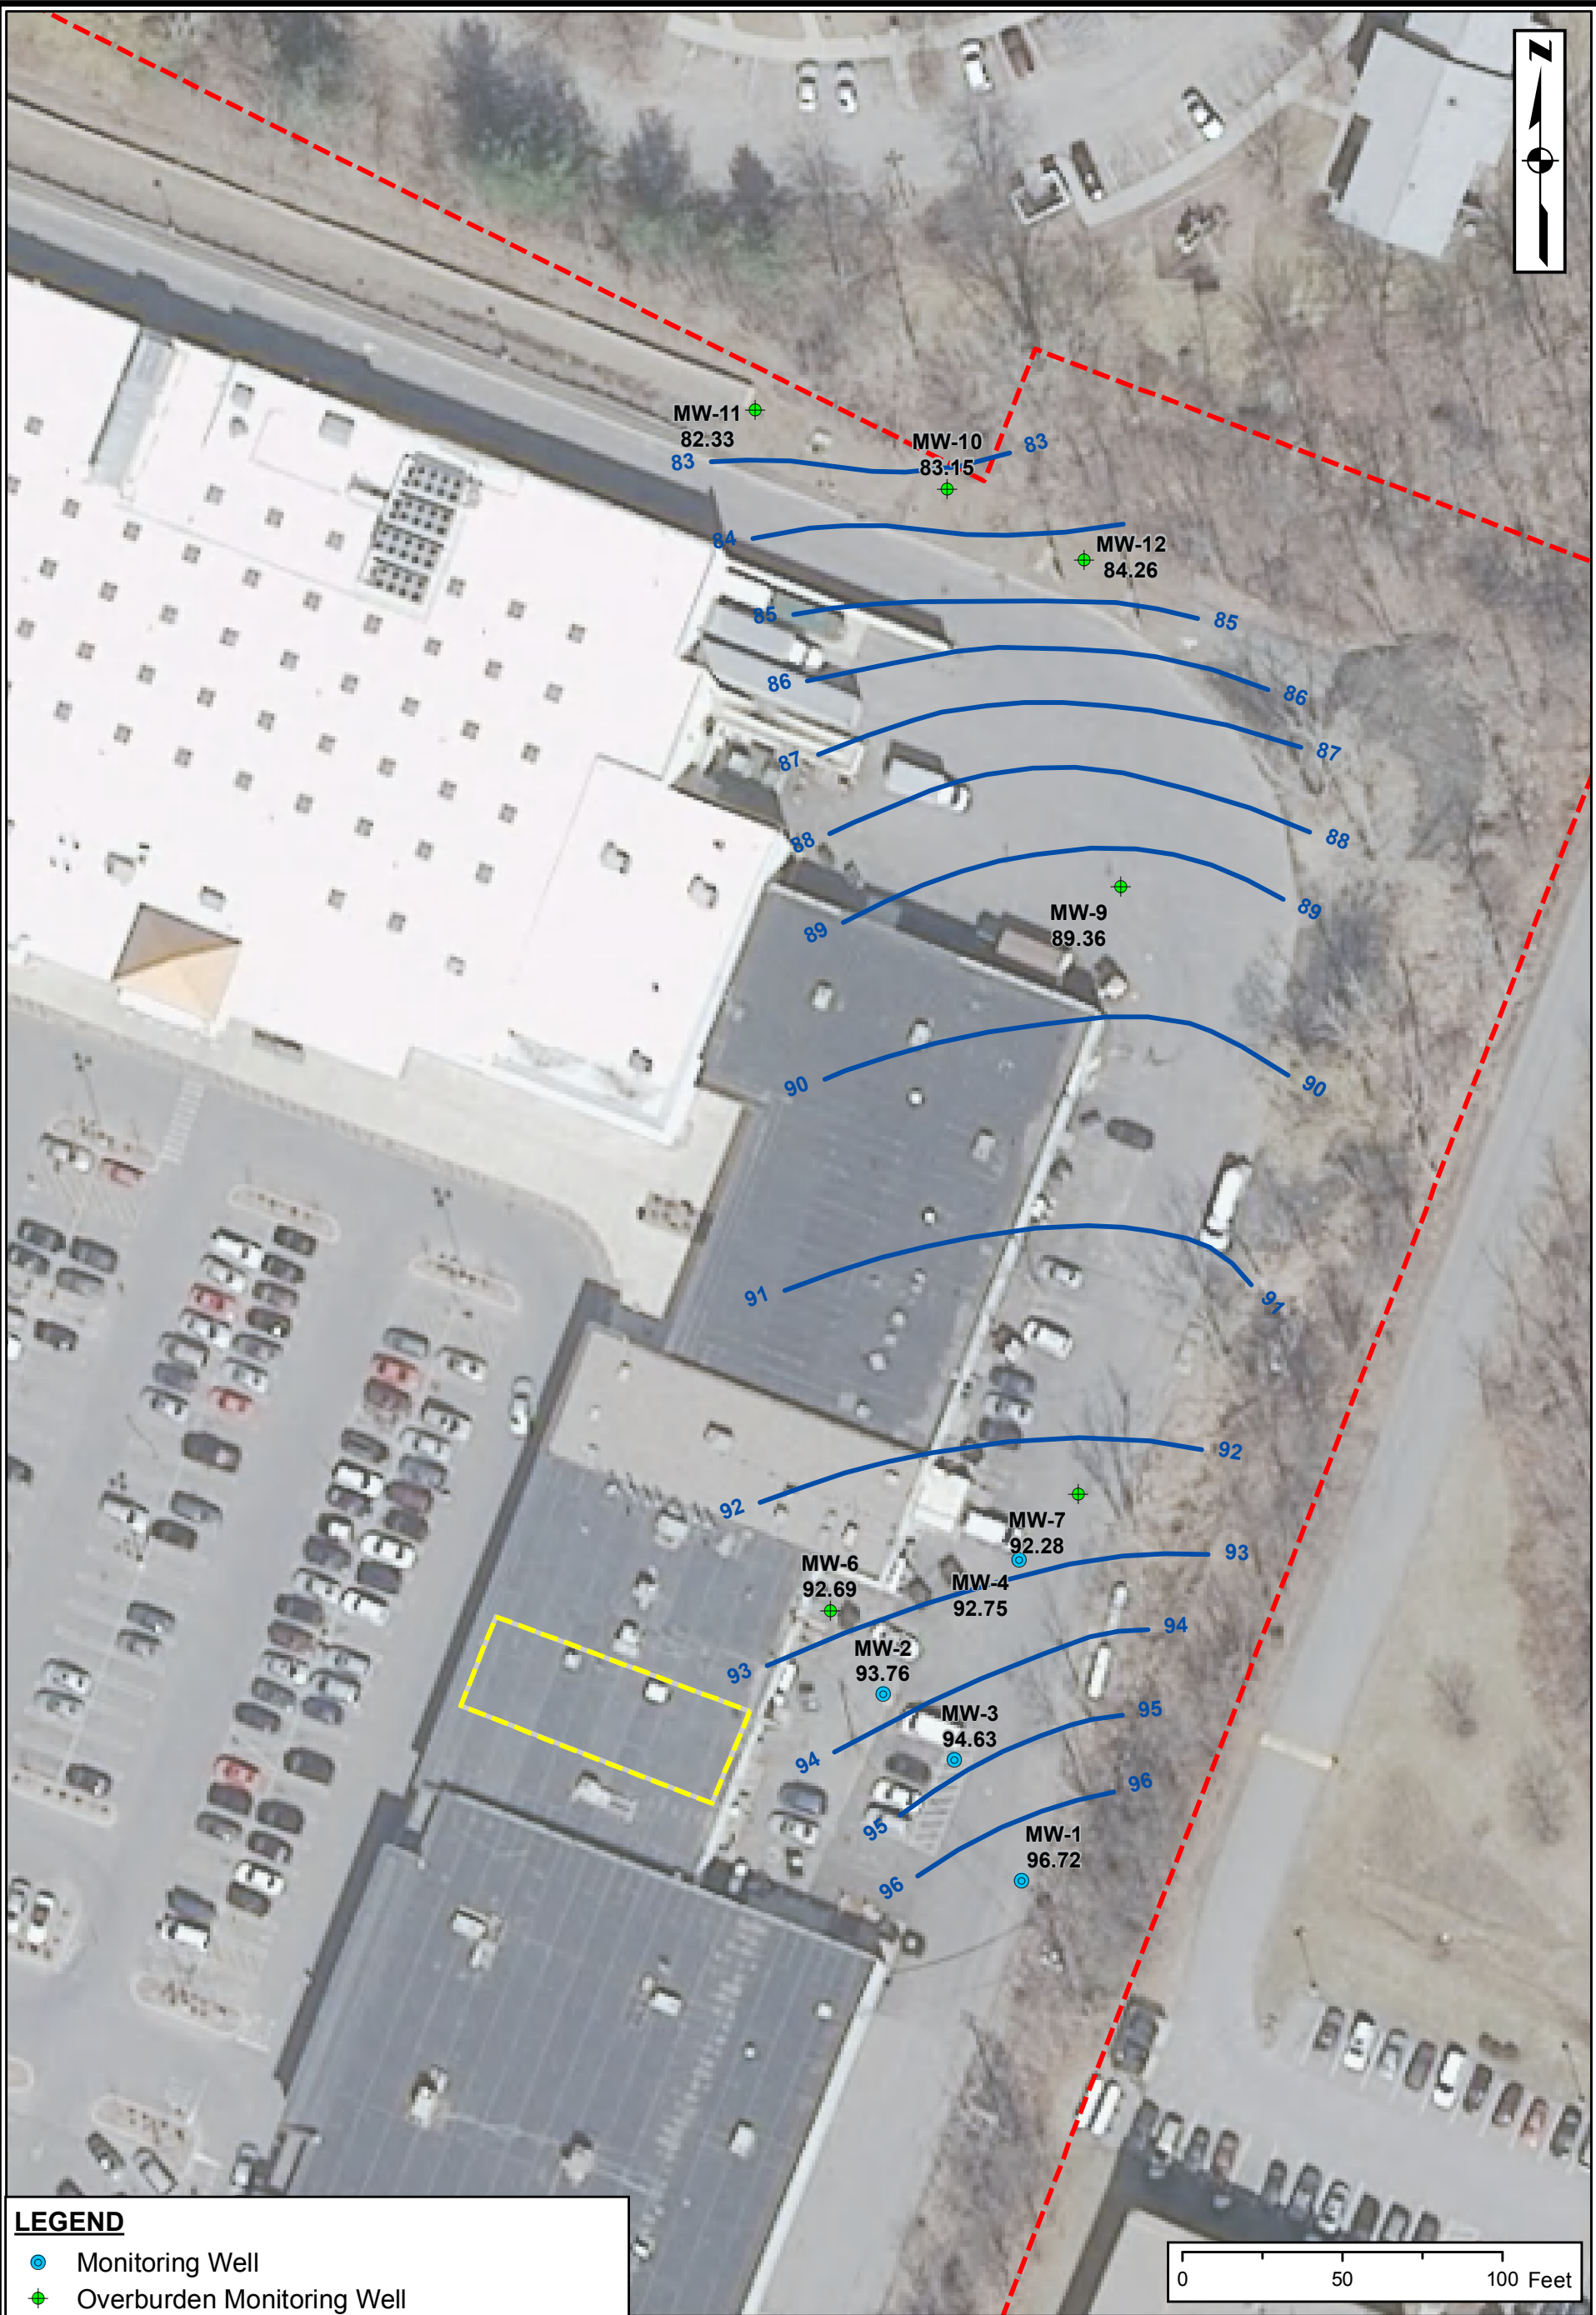 N
MW-11
82.33
MW-10
83.15
83
83
84
MW-12
84.26
85
85
86
86
87
87
88
88
89
89
MW-9
89.36
90
90
91
91
92
92
MW-7
92.28
93
MW-6
92.69
MW-4
92.75
MW-2
93.76
94
93
MW-3
94.63
95
94
96
95
MW-1
96.72
96
LEGEND
Monitoring Well
Overburden Monitoring Well
0 50 100 Feet